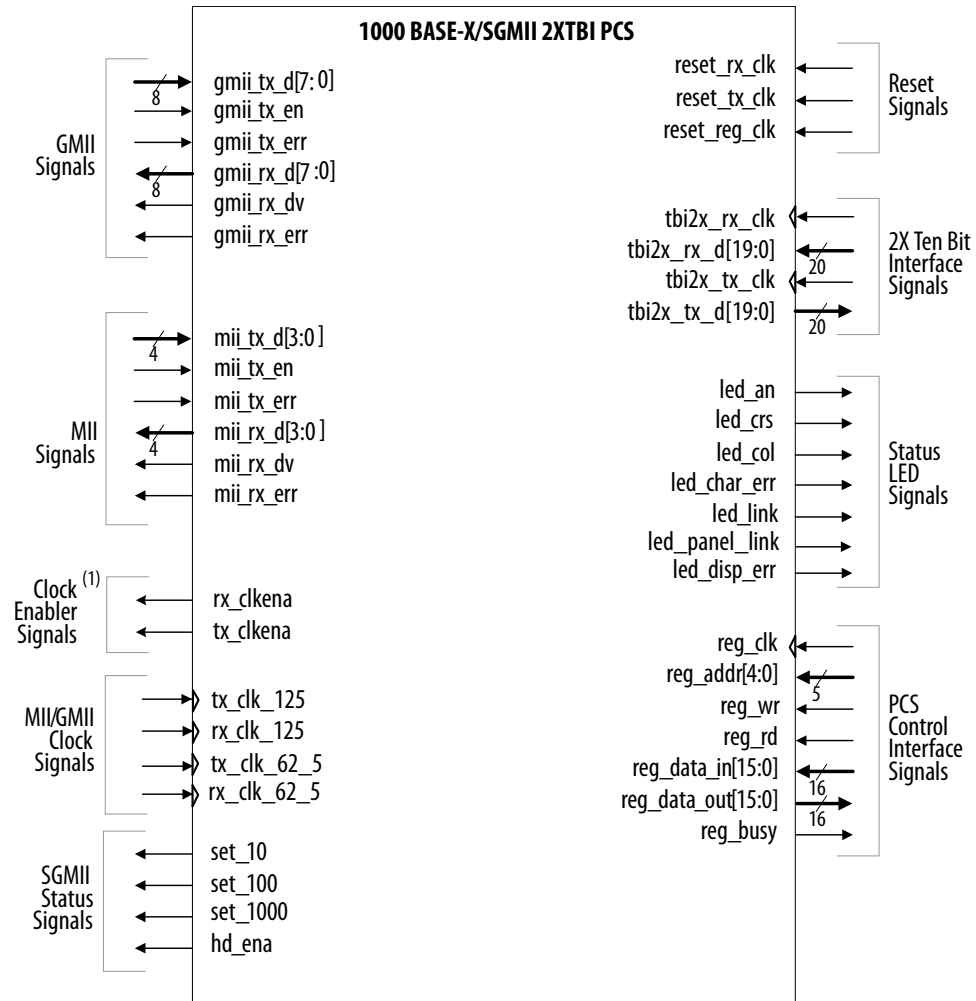 1000 BASE-X/SGMII 2XTBI PCS
GMII
Signals
8
gmii_tx_d[7:0]
gmii_tx_en
gmii_tx_err
8
gmii_rx_d[7:0]
gmii_rx_dv
gmii_rx_err
MII
Signals
4
mii_tx_d[3:0]
mii_tx_en
mii_tx_err
4
mii_rx_d[3:0]
mii_rx_dv
mii_rx_err
Clock (1)
Enabler
Signals
rx_clkena
tx_clkena
MII/GMII
Clock
Signals
tx_clk_125
rx_clk_125
tx_clk_62_5
rx_clk_62_5
SGMII
Status
Signals
set_10
set_100
set_1000
hd_ena
reset_rx_clk
reset_tx_clk
reset_reg_clk
Reset
Signals
tbi2x_rx_clk
tbi2x_rx_d[19:0]
20
tbi2x_tx_clk
tbi2x_tx_d[19:0]
20
2X Ten Bit
Interface
Signals
led_an
led_crs
led_col
led_char_err
led_link
led_panel_link
led_disp_err
Status
LED
Signals
reg_clk
reg_addr[4:0]
5
reg_wr
reg_rd
reg_data_in[15:0]
16
reg_data_out[15:0]
16
reg_busy
PCS
Control
Interface
Signals